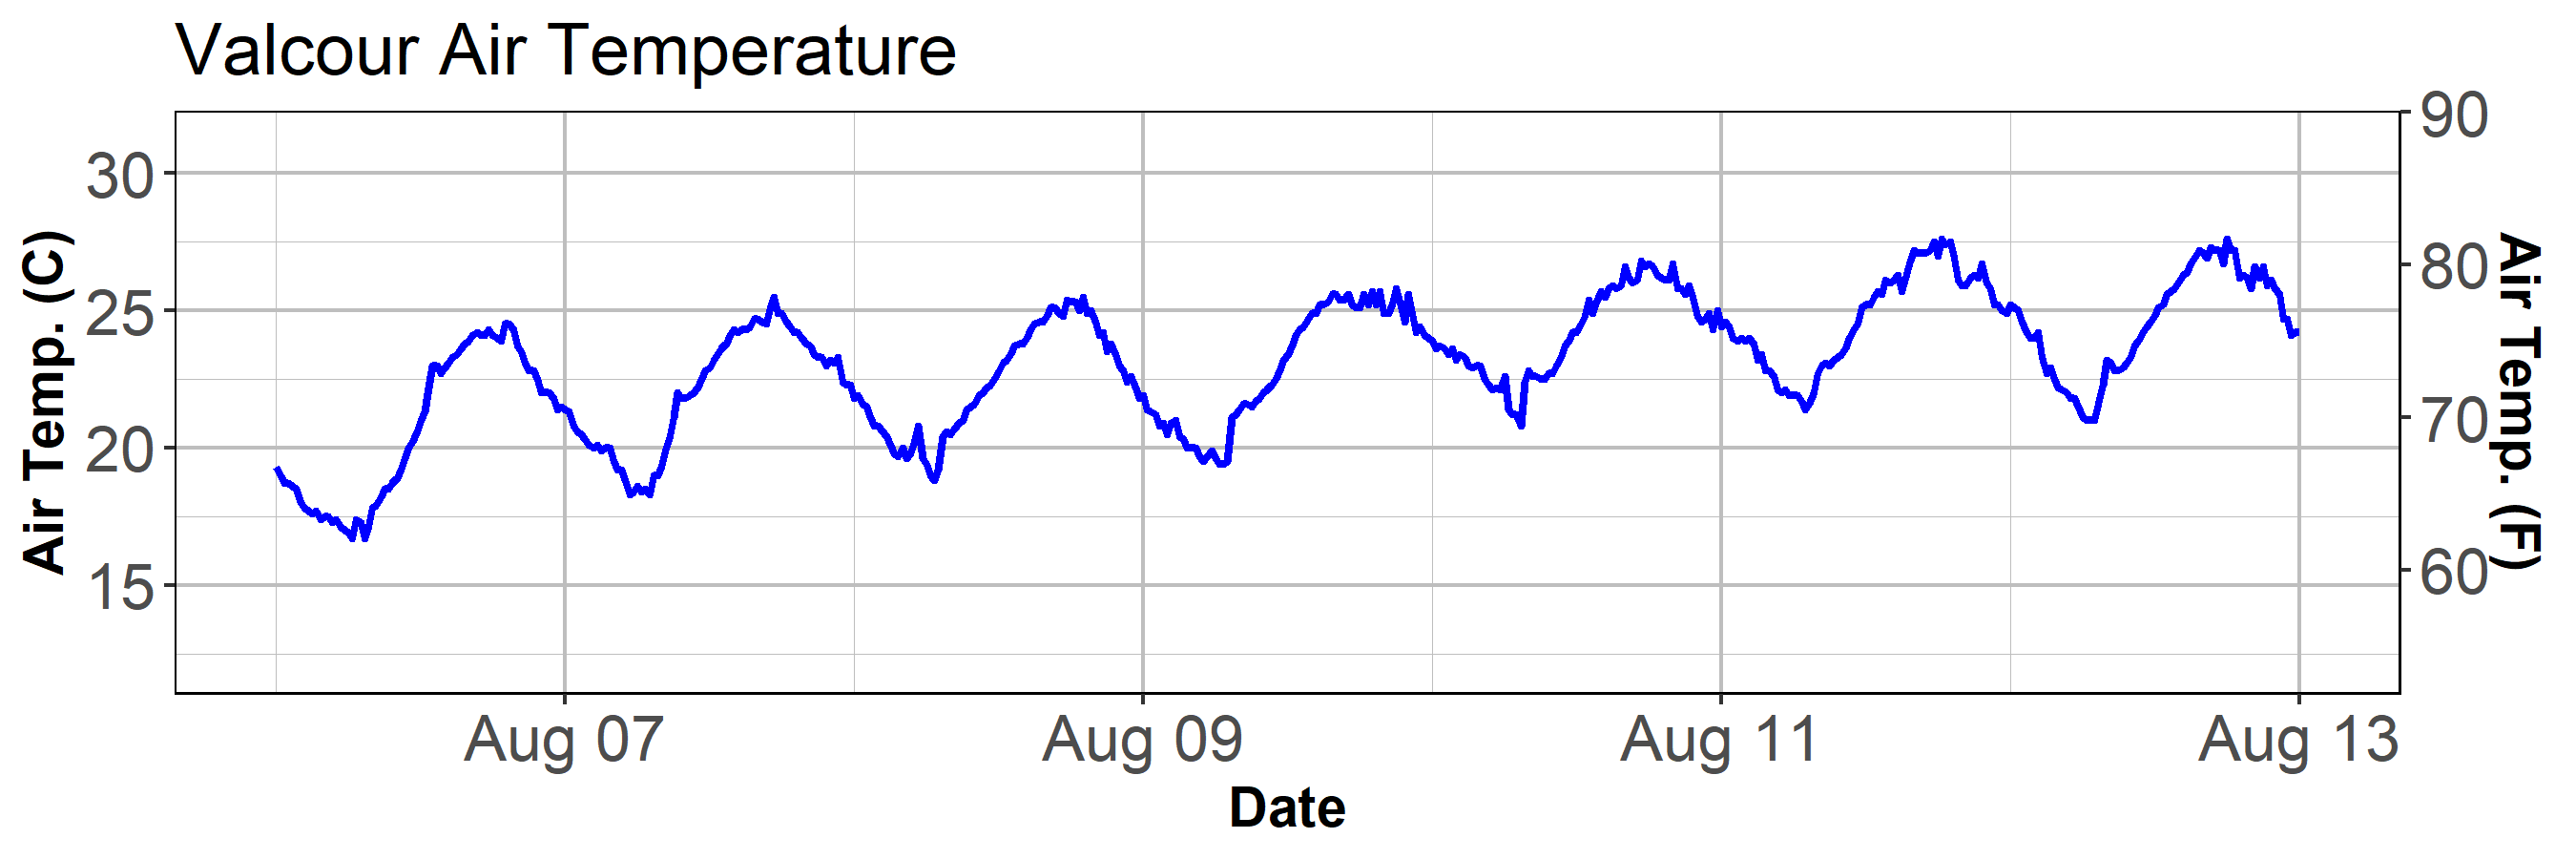 Valcour Air Temperature
90
30
80
25
70
20
60
15
Air Temp. (C)
Air Temp. (F)
Aug 07 Aug 09 Aug 11 Aug 13
Date